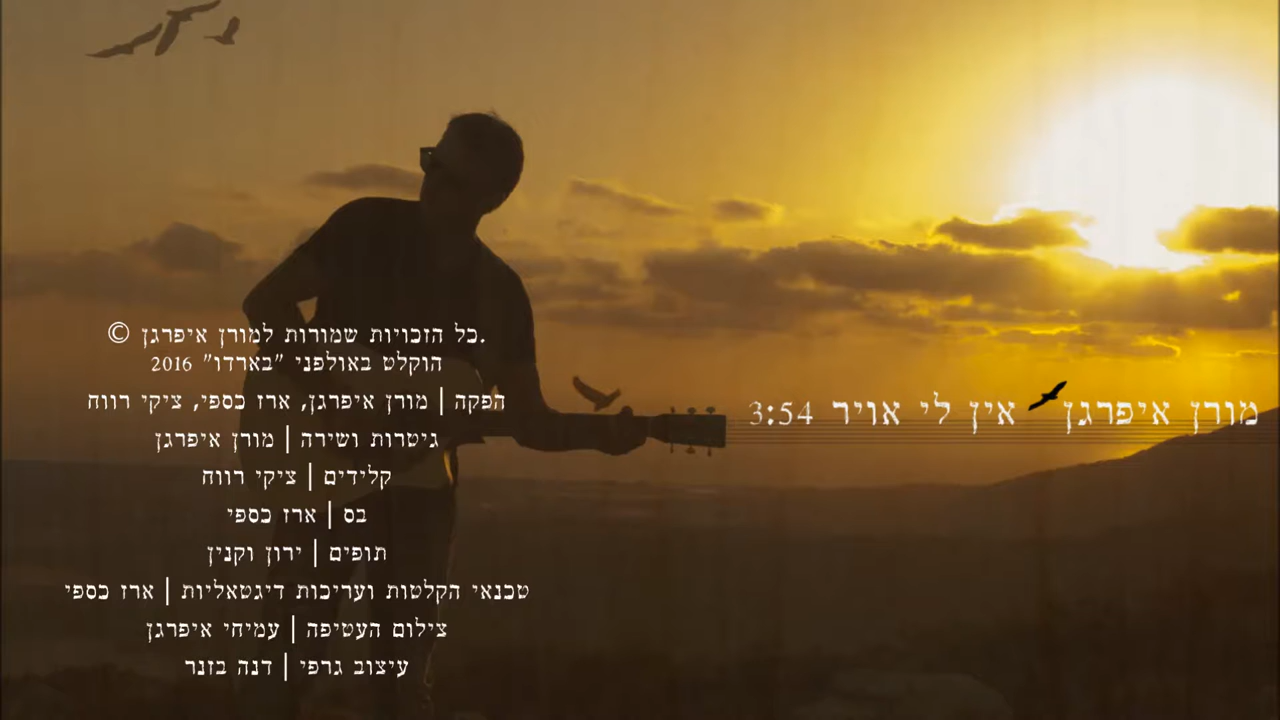 © כל הזכויות שמורות למורן איפרגן.
הוקלט באולפני "בארדו" 2016
הפקה | מורן איפרגן, ארז כספי, ציקי רווח
גיטרות ושירה | מורן איפרגן
קלידים | ציקי רווח
בס | ארז כספי
תופים | ירון וקנין
טכנאי הקלטות ועריכות דיגטאליות | ארז כספי
צילום העטיפה | עמיחי איפרגן
עיצוב גרפי | דנה בזנר
מורן איפרגן אין לי אויר 3:54